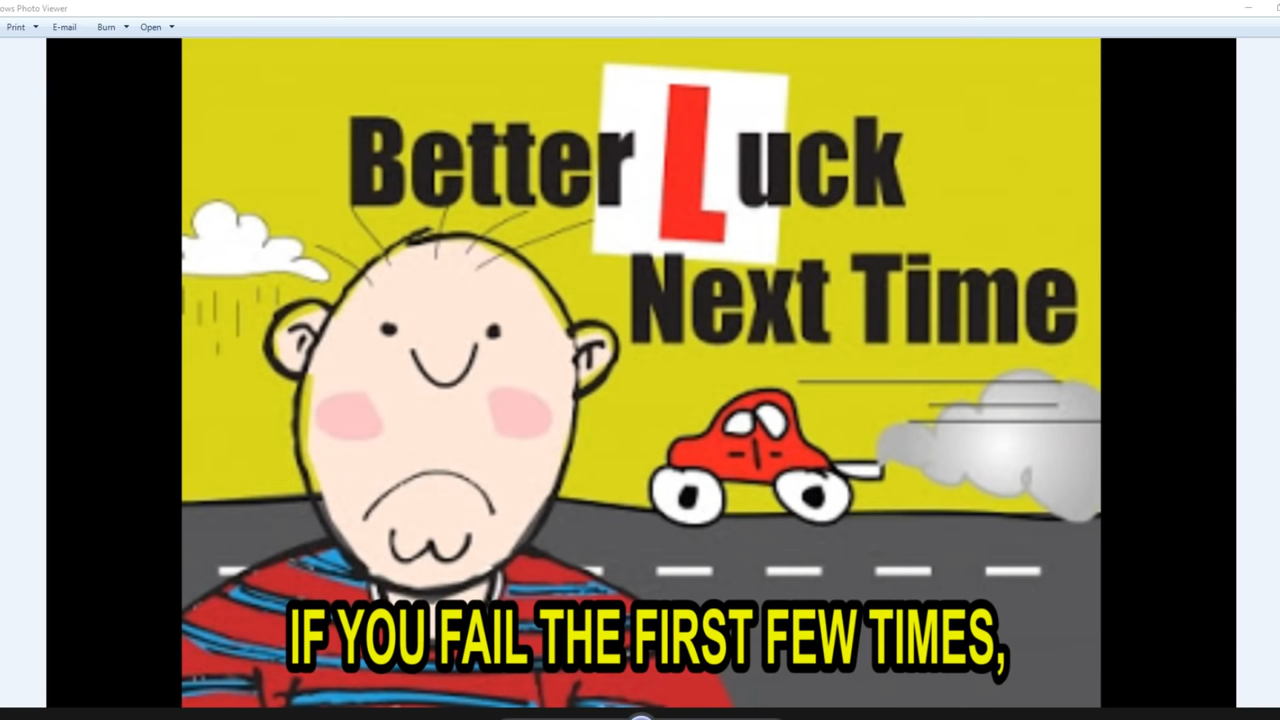 ows Photo Viewer
Print E-mail Burn Open
Better Luck
Next Time
IF YOU FAIL THE FIRST FEW TIMES,